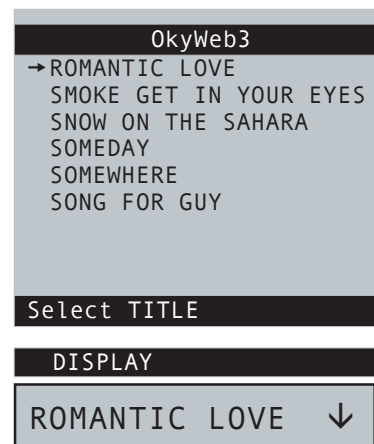 OkyWeb3
→ROMANTIC LOVE
SMOKE GET IN YOUR EYES
SNOW ON THE SAHARA
SOMEDAY
SOMEWHERE
SONG FOR GUY
Select TITLE
DISPLAY
ROMANTIC LOVE ↓